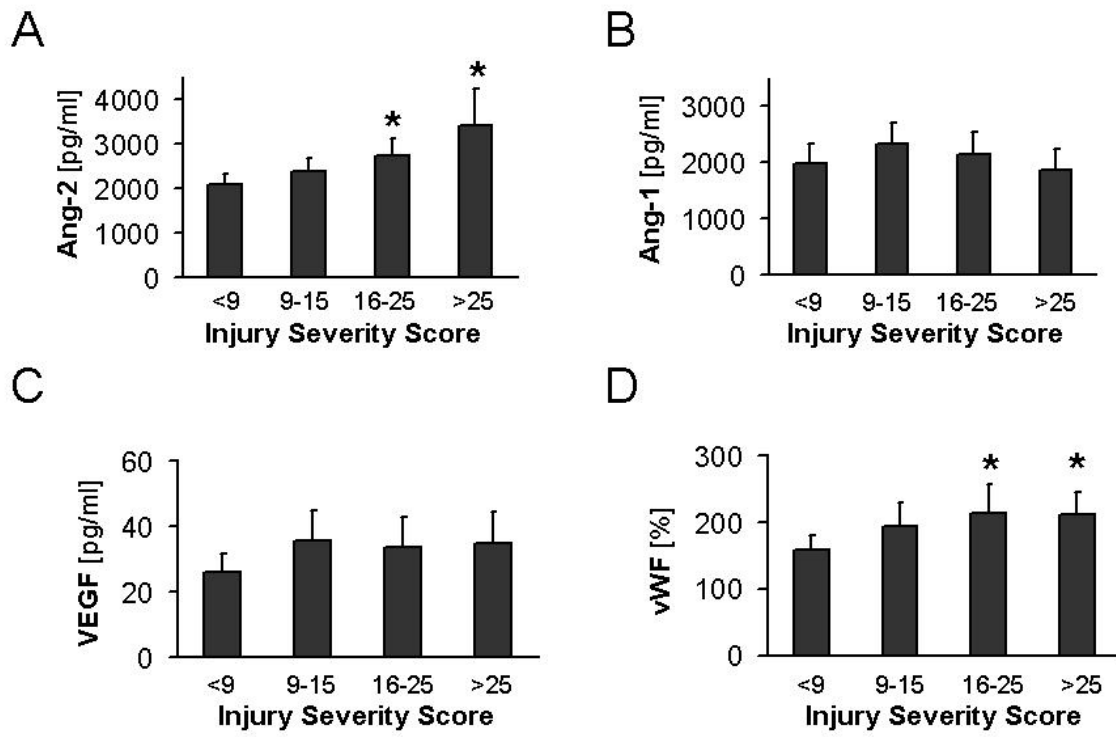 A
Ang-2 [pg/ml]
4000
3000
2000
1000
0
*
*
<9 9-15 16-25 >25
Injury Severity Score
B
Ang-1 [pg/ml]
3000
2000
1000
0
<9 9-15 16-25 >25
Injury Severity Score
C
VEGF [pg/ml]
60
40
20
0
<9 9-15 16-25 >25
Injury Severity Score
D
vWF [%]
300
200
100
0
* *
<9 9-15 16-25 >25
Injury Severity Score